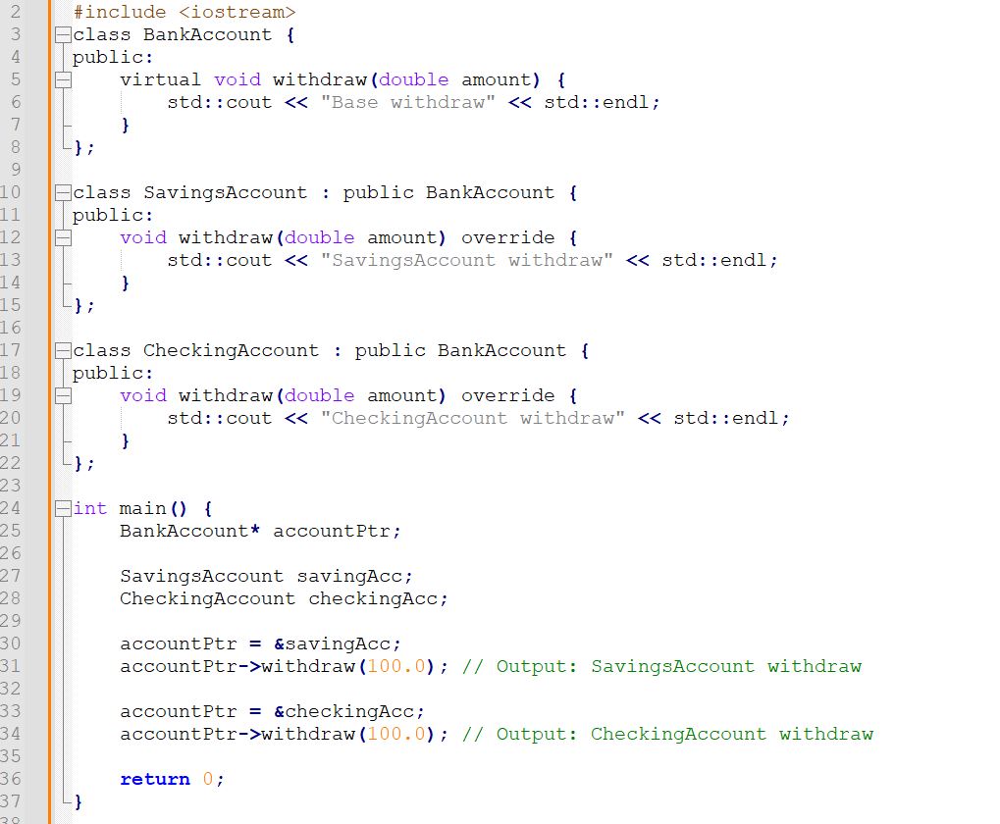 2 #include <iostream>
3 class BankAccount {
4 public:
5     virtual void withdraw(double amount) {
6         std::cout << "Base withdraw" << std::endl;
7     }
8 };
9
10 class SavingsAccount : public BankAccount {
11 public:
12     void withdraw(double amount) override {
13         std::cout << "SavingsAccount withdraw" << std::endl;
14     }
15 };
16
17 class CheckingAccount : public BankAccount {
18 public:
19     void withdraw(double amount) override {
20         std::cout << "CheckingAccount withdraw" << std::endl;
21     }
22 };
23
24 int main() {
25     BankAccount* accountPtr;
26
27     SavingsAccount savingAcc;
28     CheckingAccount checkingAcc;
29
30     accountPtr = &savingAcc;
31     accountPtr->withdraw(100.0); // Output: SavingsAccount withdraw
32
33     accountPtr = &checkingAcc;
34     accountPtr->withdraw(100.0); // Output: CheckingAccount withdraw
35
36     return 0;
37 }
38